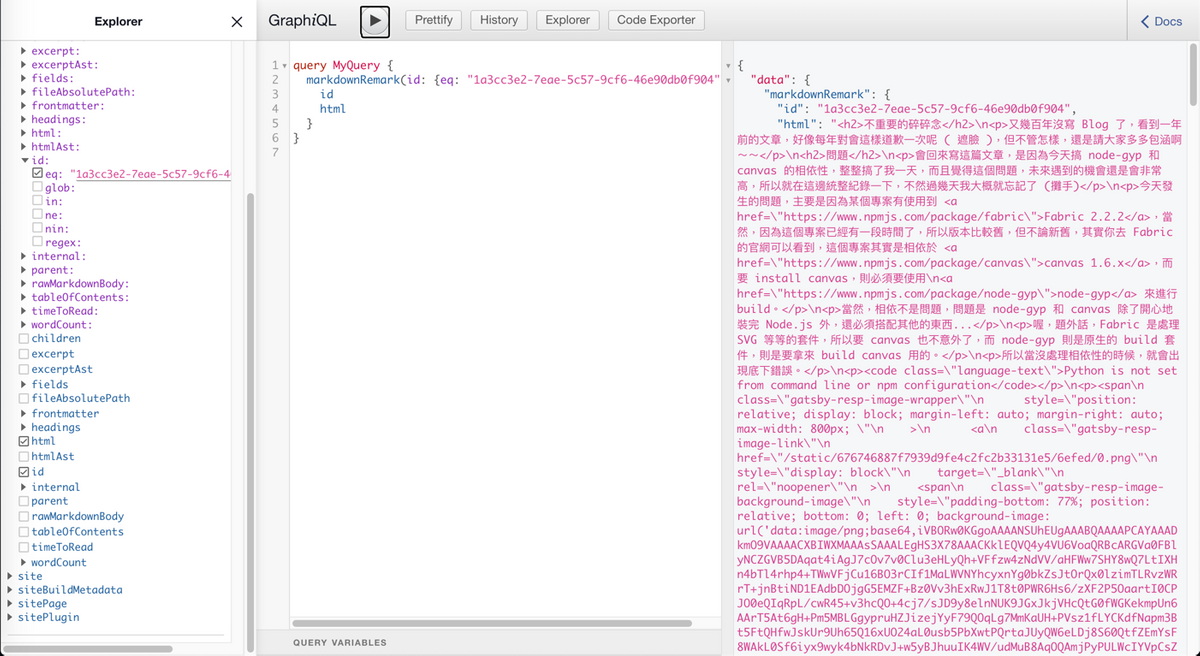 Explorer
excerpt:
excerptAst:
fields:
fileAbsolutePath:
frontmatter:
headings:
html:
htmlAst:
id:
eq: "1a3cc3e2-7eae-5c57-9cf6-4
glob:
in:
ne:
nin:
regex:
internal:
parent:
rawMarkdownBody:
tableOfContents:
timeToRead:
wordCount:
children
excerpt
excerptAst
fields
fileAbsolutePath
frontmatter
headings
html
htmlAst
id
internal
parent
rawMarkdownBody
tableOfContents
timeToRead
wordCount
site
siteBuildMetadata
sitePage
sitePlugin
GraphiQL
Prettify
History
Explorer
Code Exporter
Docs
1 query MyQuery {
2 markdownRemark(id: {eq: "1a3cc3e2-7eae-5c57-9cf6-46e90db0f904"
3 id
4 html
5 }
6 }
7
QUERY VARIABLES
{
"data": {
"markdownRemark": {
"id": "1a3cc3e2-7eae-5c57-9cf6-46e90db0f904",
"html": "<h2>不重要的碎碎念</h2>\n<p>又幾百年沒寫 Blog 了，看到一年
前的文章，好像每年對會這樣道歉一次呢 ( 遮臉 )，但不管怎樣，還是請大家多多包涵啊
～～</p>\n<h2>問題</h2>\n<p>會回來寫這篇文章，是因為今天搞 node-gyp 和
canvas 的相依性，整整搞了我一天，而且覺得這個問題，未來遇到的機會還是會非常
高，所以就在這邊統整紀錄一下，不然過幾天我大概就忘記了 (攤手)</p>\n<p>今天發
生的問題，主要是因為某個專案有使用到 <a
href=\"https://www.npmjs.com/package/fabric\">Fabric 2.2.2</a>，當
然，因為這個專案已經有一段時間了，所以版本比較舊，但不論新舊，其實你去 Fabric
的官網可以看到，這個專案其實是相依於 <a
href=\"https://www.npmjs.com/package/canvas\">canvas 1.6.x</a>，而
要 install canvas，則必須要使用\n<a
href=\"https://www.npmjs.com/package/node-gyp\">node-gyp</a> 來進行
build。</p>\n<p>當然，相依不是問題，問題是 node-gyp 和 canvas 除了開心地
裝完 Node.js 外，還必須搭配其他的東西...</p>\n<p>喔，題外話，Fabric 是處理
SVG 等等的套件，所以要 canvas 也不意外了，而 node-gyp 則是原生的 build 套
件，則是要拿來 build canvas 用的。</p>\n<p>所以當沒處理相依性的時候，就會出
現底下錯誤。</p>\n<p><code class=\"language-text\">Python is not set
from command line or npm configuration</code></p>\n<p><span\n
class=\"gatsby-resp-image-wrapper\"\n style=\"position:
relative; display: block; margin-left: auto; margin-right: auto;
max-width: 800px; \"\n >\n <a\n class=\"gatsby-resp-
image-link\"\n
href=\"/static/676746887f7939d9fe4c2fc2b33131e5/6efed/0.png\"\n
style=\"display: block\"\n target=\"_blank\"\n
rel=\"noopener\"\n >\n <span\n class=\"gatsby-resp-image-
background-image\"\n style=\"padding-bottom: 77%; position:
relative; bottom: 0; left: 0; background-image: